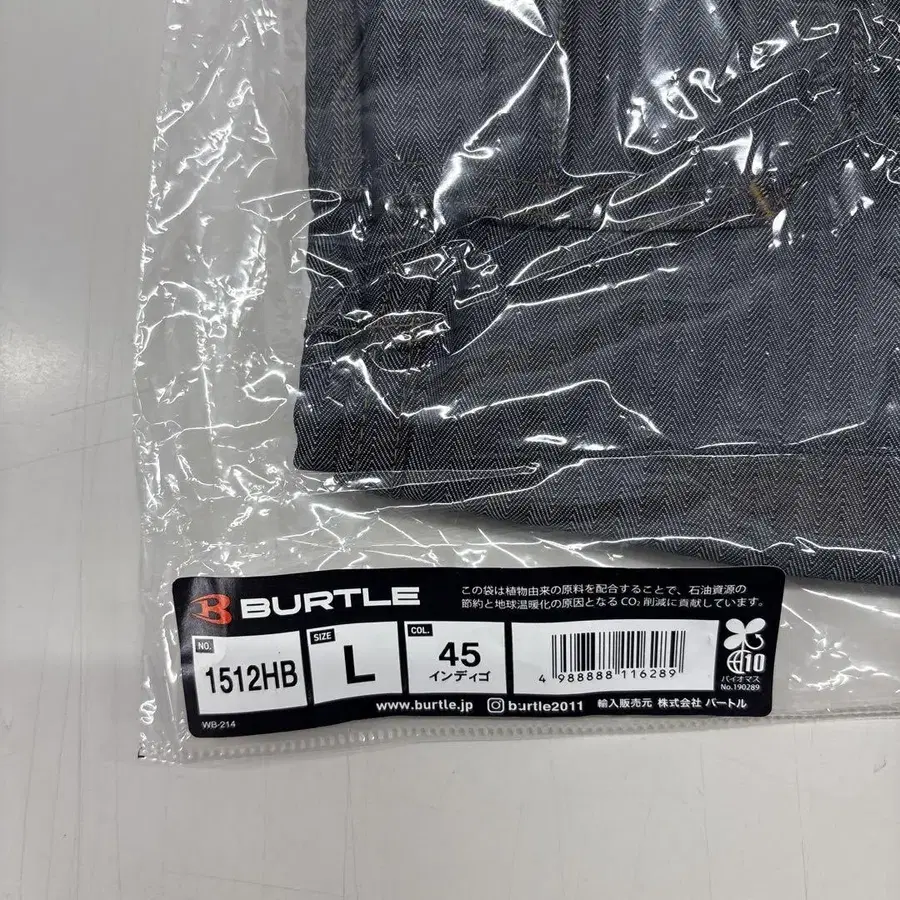 BURTLE
この袋は植物由来の原料を配合することで、石油資源の
節約と地球温暖化の原因となる CO2 削減に貢献しています。
NO.
1512HB
SIZE
L
COL.
45
インディゴ
4 988888 116289
10
バイオマス
No.190289
www.burtle.jp burtle2011 輸入販売元 株式会社 バートル
WB-214